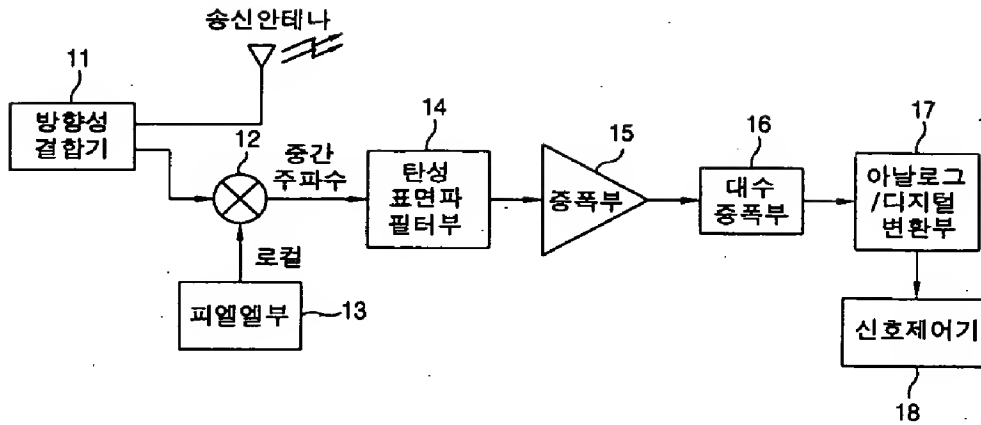 송신안테나
11
방향성
결합기
12
중간
주파수
로컬
피엘엘부
13
14
탄성
표면파
필터부
15
증폭부
16
대수
증폭부
17
아날로그
/디지털
변환부
신호제어기
18